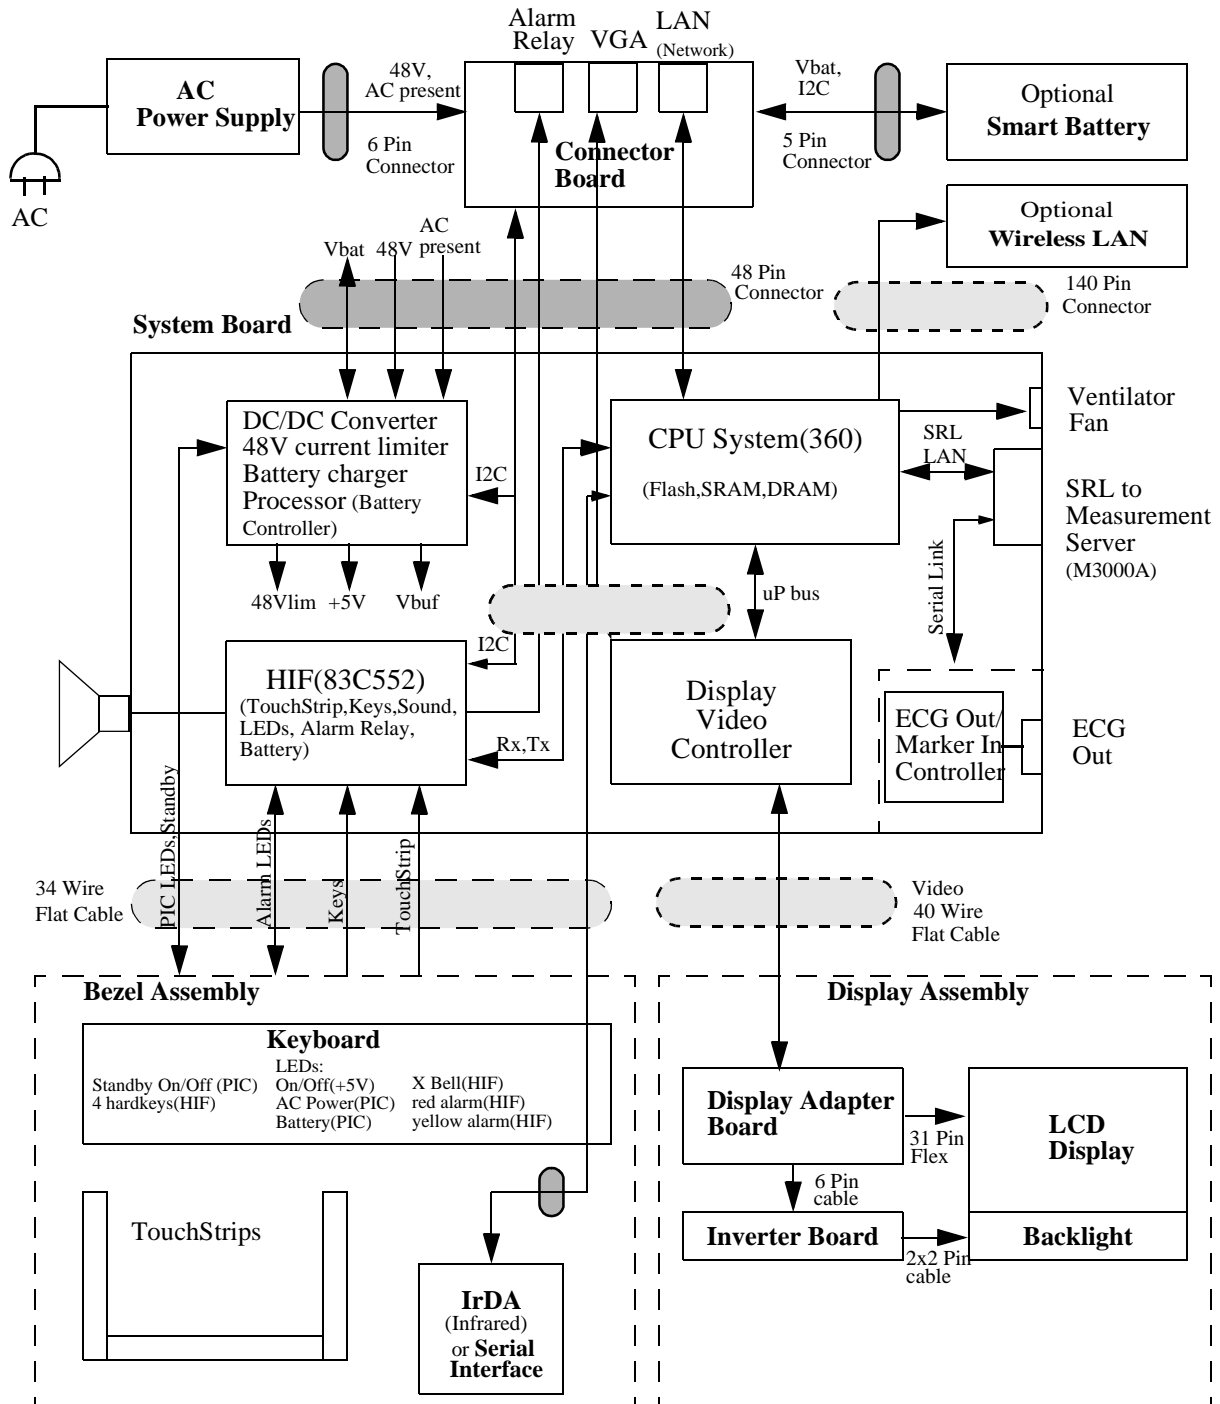 Alarm
Relay
VGA
LAN
(Network)
AC
Power Supply
48V,
AC present
6 Pin
Connector
Connector
Board
Vbat,
I2C
5 Pin
Connector
Optional
Smart Battery
AC
Optional
Wireless LAN
Vbat
48V
AC
present
48 Pin
Connector
140 Pin
Connector
System Board
DC/DC Converter
48V current limiter
Battery charger
Processor (Battery
Controller)
I2C
CPU System(360)
(Flash,SRAM,DRAM)
SRL
LAN
Ventilator
Fan
SRL to
Measurement
Server
(M3000A)
Serial Link
48Vlim
+5V
Vbuf
uP bus
I2C
HIF(83C552)
(TouchStrip,Keys,Sound,
LEDs, Alarm Relay,
Battery)
Rx,Tx
Display
Video
Controller
ECG Out/
Marker In
Controller
ECG
Out
PIC LEDs,Standby
Alarm LEDs
Keys
TouchStrip
34 Wire
Flat Cable
Video
40 Wire
Flat Cable
Bezel Assembly
Display Assembly
Keyboard
Standby On/Off (PIC)
4 hardkeys(HIF)
LEDs:
On/Off(+5V)
AC Power(PIC)
Battery(PIC)
X Bell(HIF)
red alarm(HIF)
yellow alarm(HIF)
Display Adapter
Board
31 Pin
Flex
LCD
Display
6 Pin
cable
Inverter Board
2x2 Pin
cable
Backlight
TouchStrips
IrDA
(Infrared)
or Serial
Interface